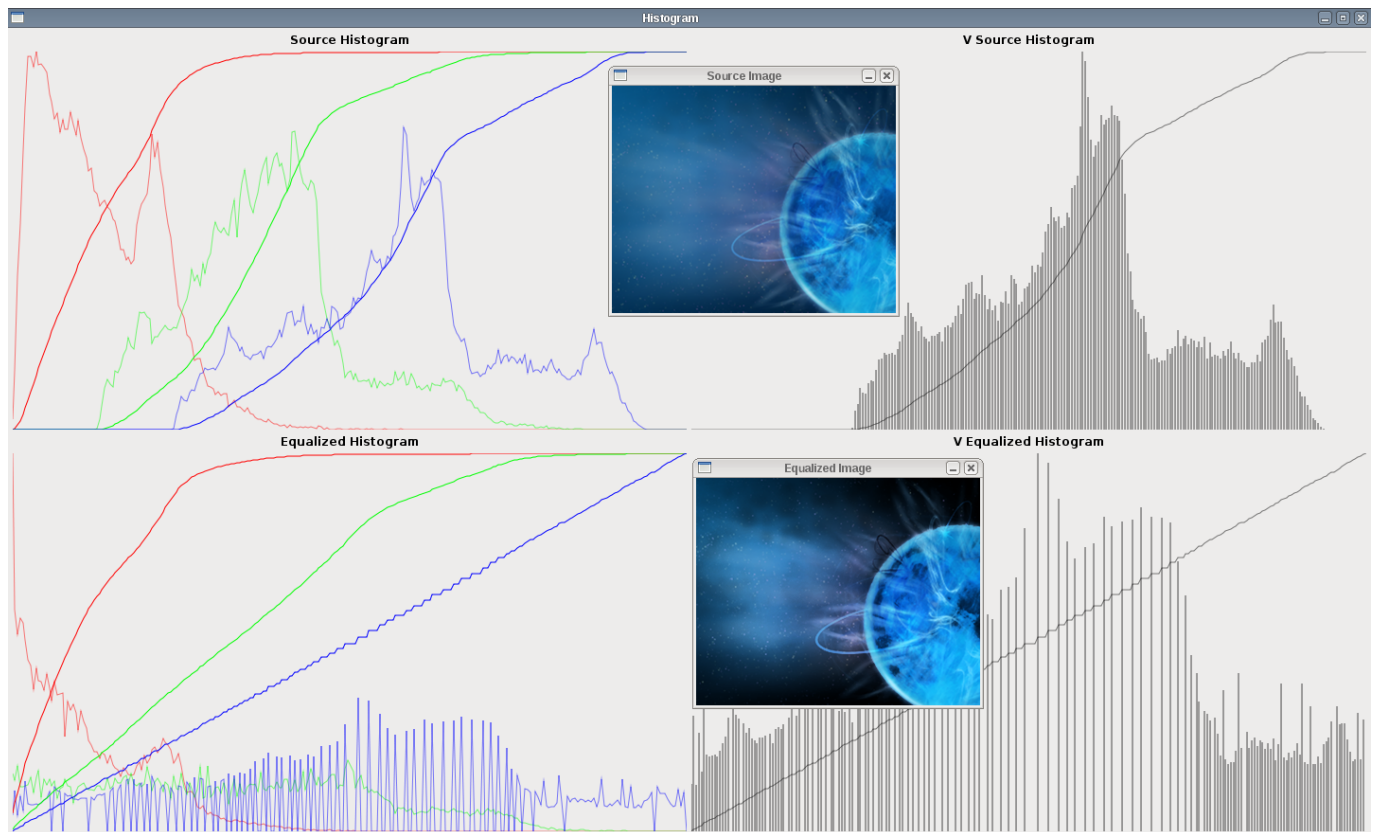 Histogram
Source Histogram
V Source Histogram
Source Image
Equalized Histogram
V Equalized Histogram
Equalized Image